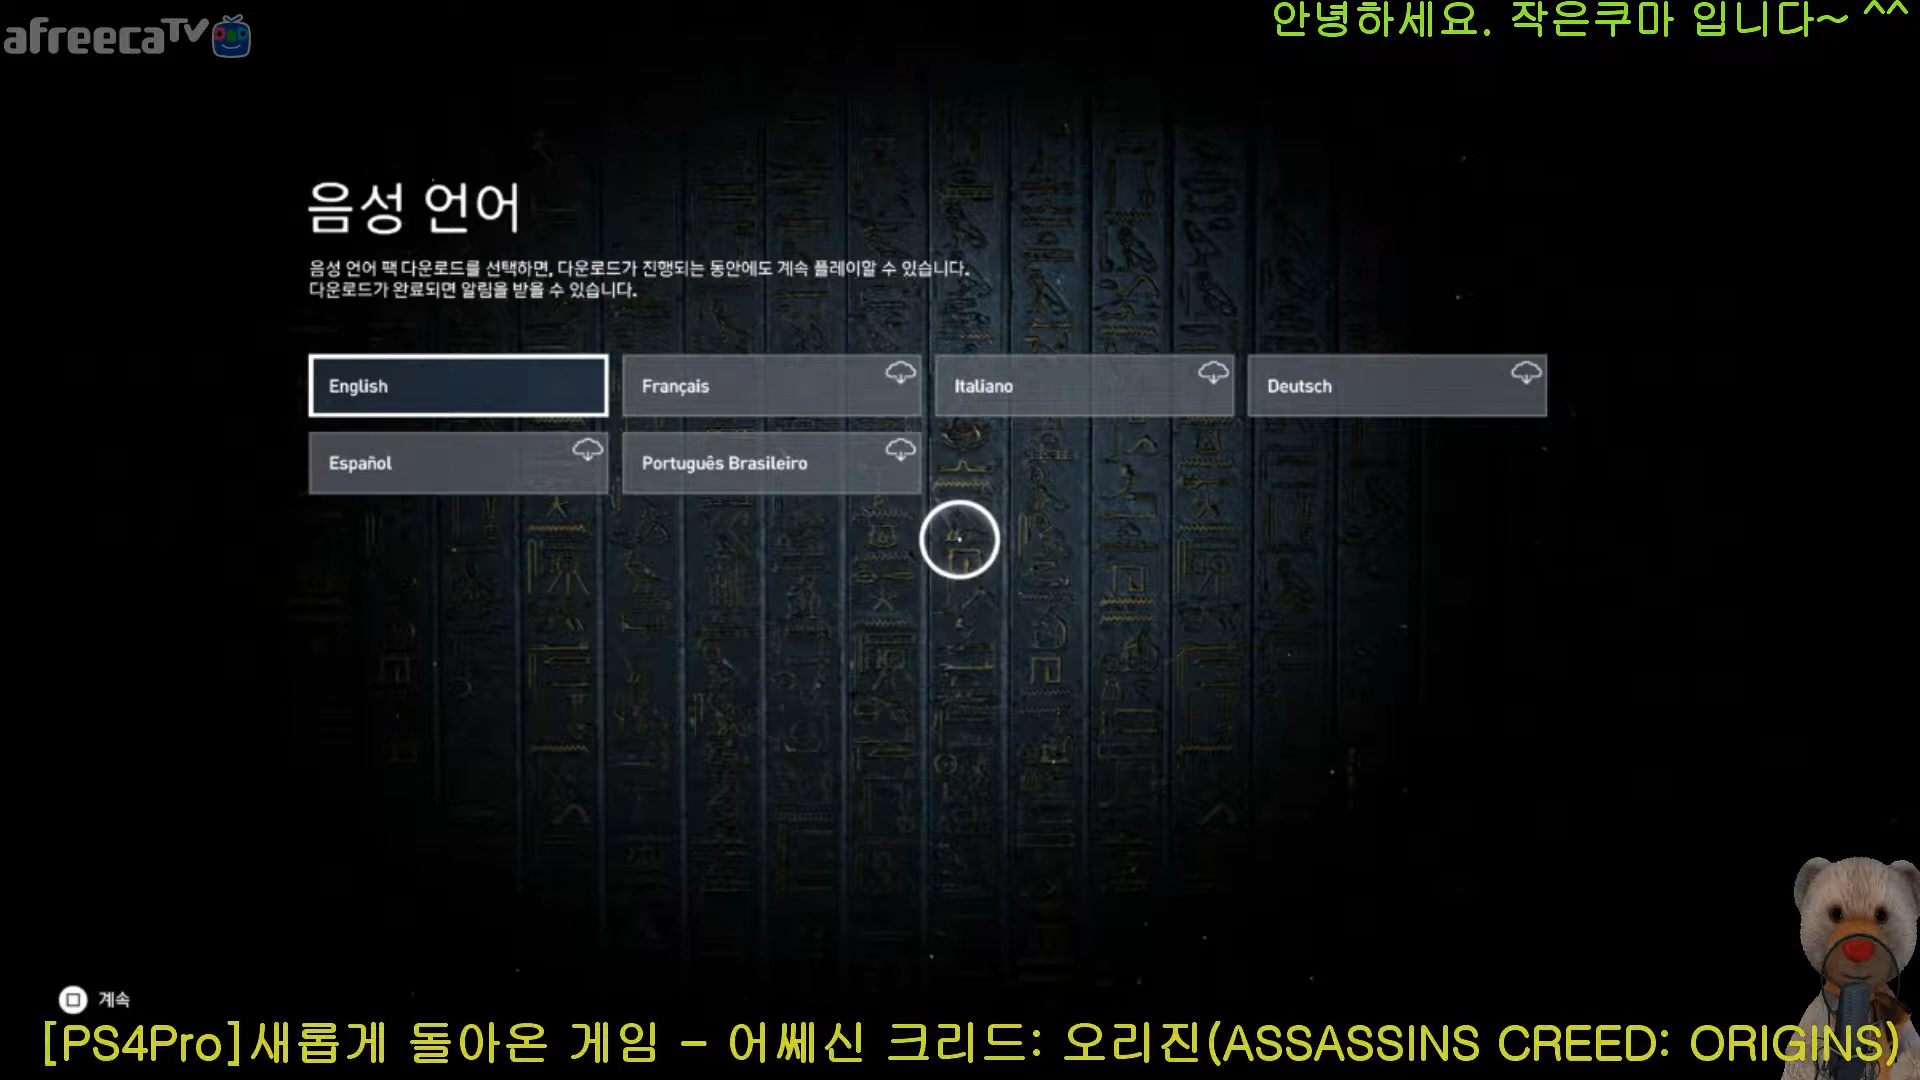 afreecaTV
안녕하세요. 작은쿠마 입니다~ ^^
음성 언어
음성 언어 팩 다운로드를 선택하면, 다운로드가 진행되는 동안에도 계속 플레이할 수 있습니다.
다운로드가 완료되면 알림을 받을 수 있습니다.
English
Français
Italiano
Deutsch
Español
Português Brasileiro
계속
[PS4Pro]새롭게 돌아온 게임 - 어쌔신 크리드: 오리진(ASSASSINS CREED: ORIGINS)